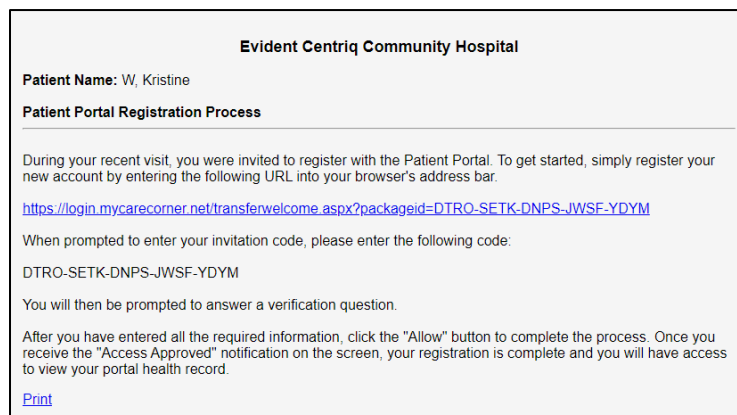 Evident Centriq Community Hospital
Patient Name: W, Kristine
Patient Portal Registration Process
During your recent visit, you were invited to register with the Patient Portal. To get started, simply register your
new account by entering the following URL into your browser's address bar.
https://login.mycarecorner.net/transferwelcome.aspx?packageid=DTRO-SETK-DNPS-JWSF-YDYM
When prompted to enter your invitation code, please enter the following code:
DTRO-SETK-DNPS-JWSF-YDYM
You will then be prompted to answer a verification question.
After you have entered all the required information, click the "Allow" button to complete the process. Once you
receive the "Access Approved" notification on the screen, your registration is complete and you will have access
to view your portal health record.
Print